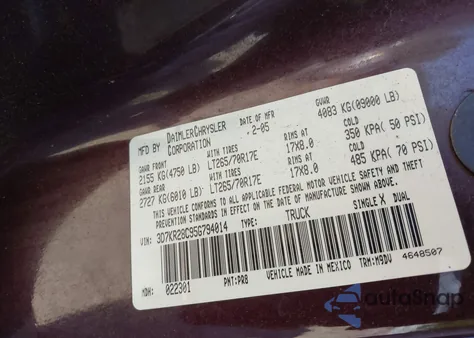 MFD BY DAIMLERCHRYSLER CORPORATION DATE OF MFR 2-05 GVWR 4083 KG(09000 LB)
GAWR FRONT WITH TIRES RIMS AT COLD
2155 KG(4750 LB) LT265/70R17E 17X8.0 350 KPA( 50 PSI)
GAWR REAR WITH TIRES RIMS AT COLD
2727 KG(6010 LB) LT265/70R17E 17X8.0 485 KPA( 70 PSI)
THIS VEHICLE CONFORMS TO ALL APPLICABLE FEDERAL MOTOR VEHICLE SAFETY AND THEFT
PREVENTION STANDARDS IN EFFECT ON THE DATE OF MANUFACTURE SHOWN ABOVE.
VIN: 3D7KR28C95G794014 TYPE: TRUCK SINGLE X DUAL
MDH: 022301 PNT:PR8 VEHICLE MADE IN MEXICO TRM:M9DV 4648507
autoSnap